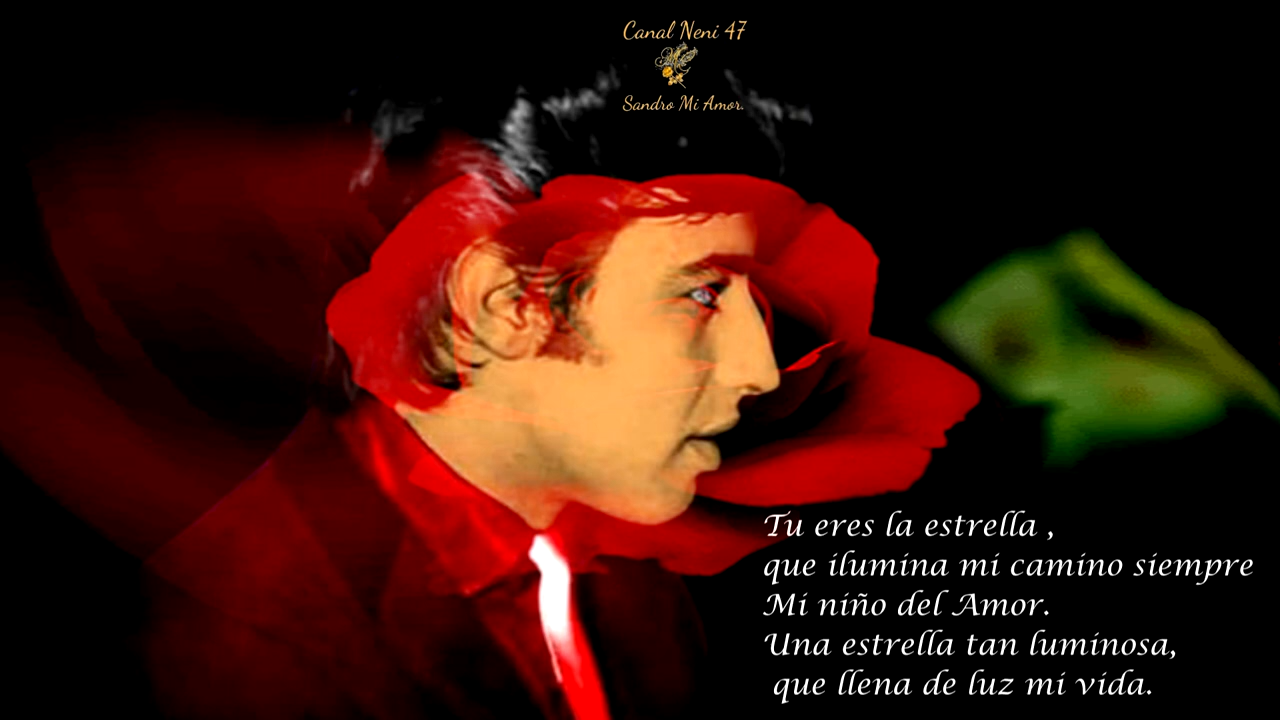 Canal Neni 47
Sandro Mi Amor.
Tu eres la estrella ,
que ilumina mi camino siempre
Mi niño del Amor.
Una estrella tan luminosa,
que llena de luz mi vida.